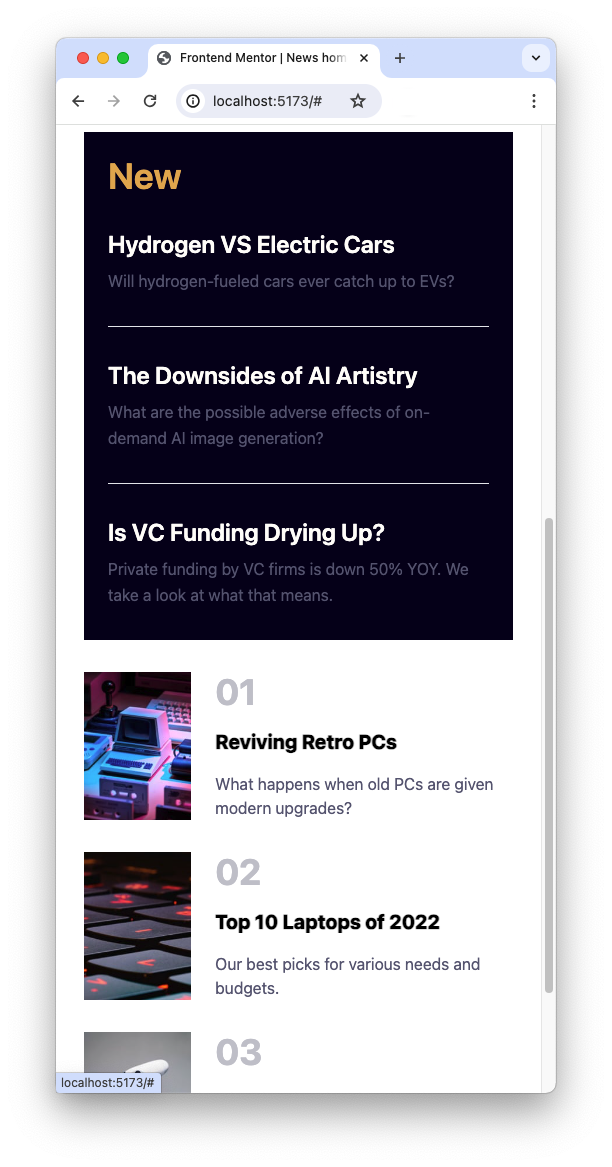 Frontend Mentor | News hom
localhost:5173/#
New
Hydrogen VS Electric Cars
Will hydrogen-fueled cars ever catch up to EVs?
The Downsides of AI Artistry
What are the possible adverse effects of on-
demand AI image generation?
Is VC Funding Drying Up?
Private funding by VC firms is down 50% YOY. We
take a look at what that means.
01
Reviving Retro PCs
What happens when old PCs are given
modern upgrades?
02
Top 10 Laptops of 2022
Our best picks for various needs and
budgets.
03
localhost:5173/#